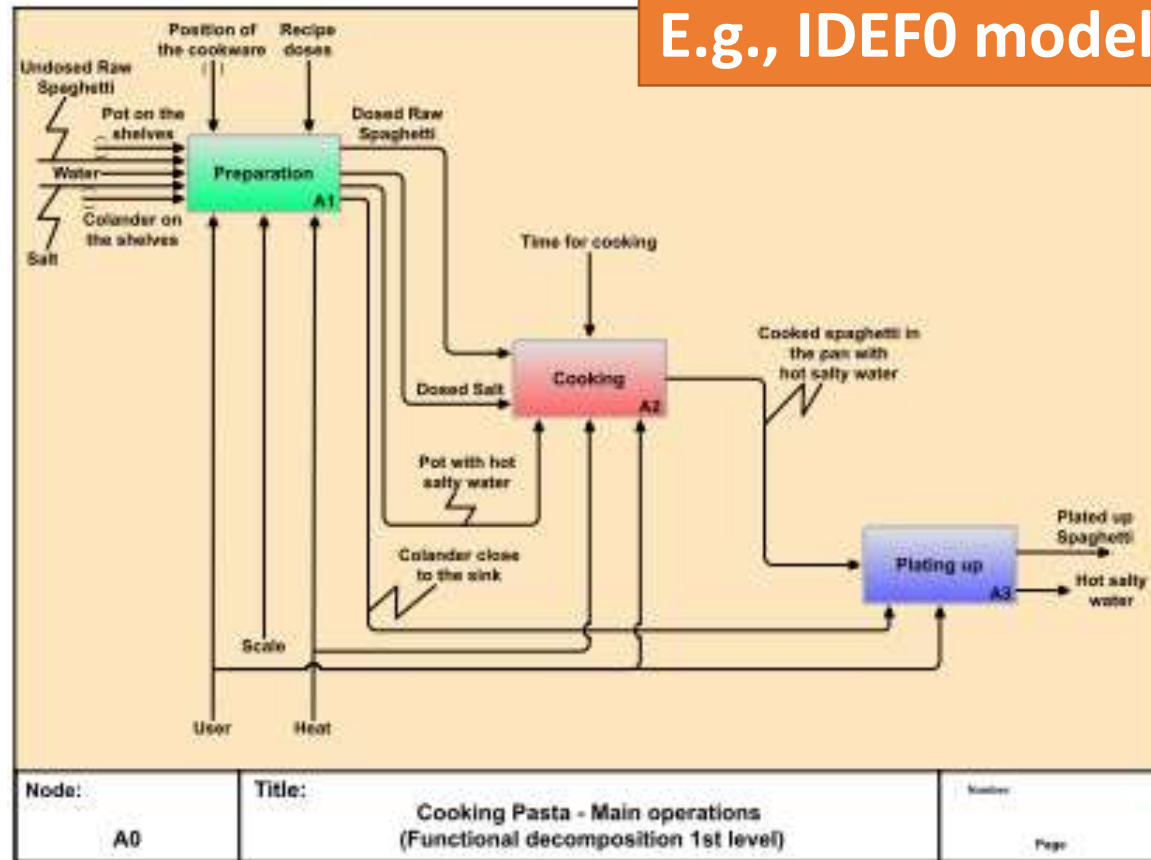 E.g., IDEF0 model
Position of
the cookware
Recipe
doses
Undosed Raw
Spaghetti
Pot on the
shelves
Water
Colander on
the shelves
Salt
Preparation
A1
Dosed Raw
Spaghetti
Time for cooking
Cooking
A2
Dosed Salt
Cooked spaghetti in
the pan with
hot salty water
Pot with hot
salty water
Colander close
to the sink
Plating up
A3
Plated up
Spaghetti
Hot salty
water
Scale
User
Heat
Node:
A0
Title:
Cooking Pasta - Main operations
(Functional decomposition 1st level)
Number
Page